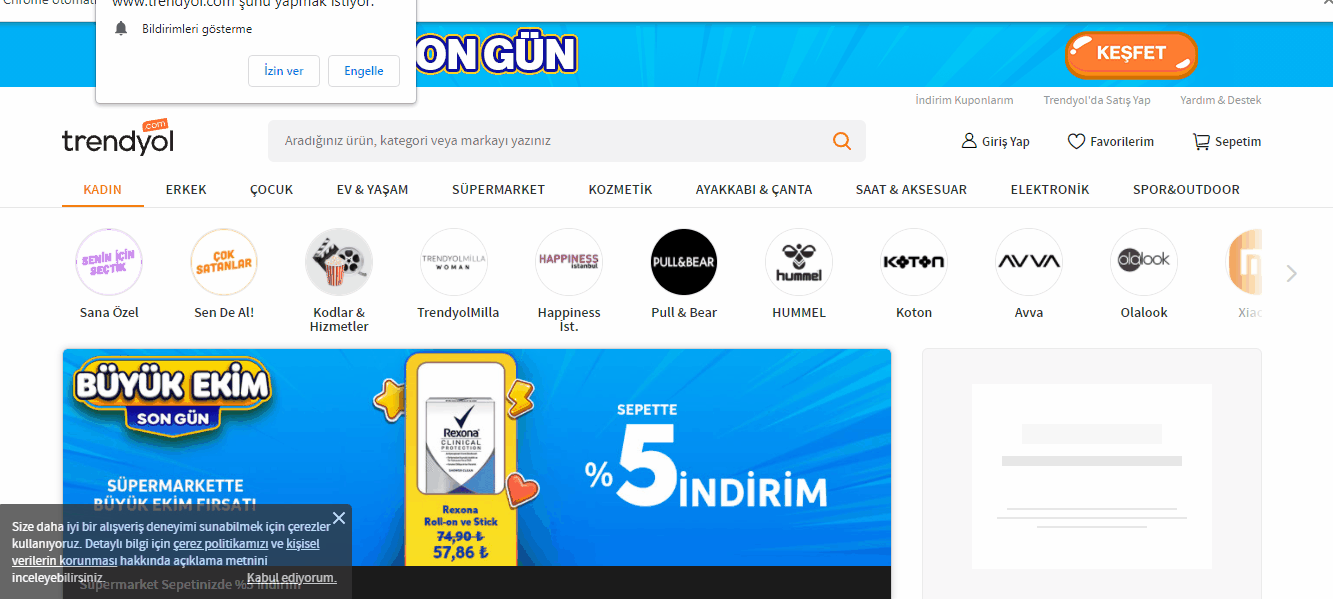 www.trendyol.com şunu yapmak istiyor:
Bildirimleri gösterme
İzin ver
Engelle
SON GÜN
KEŞFET
İndirim Kuponlarım
Trendyol'da Satış Yap
Yardım & Destek
trendyol
.com
Aradığınız ürün, kategori veya markayı yazınız
Giriş Yap
Favorilerim
Sepetim
KADIN
ERKEK
ÇOCUK
EV & YAŞAM
SÜPERMARKET
KOZMETİK
AYAKKABI & ÇANTA
SAAT & AKSESUAR
ELEKTRONİK
SPOR&OUTDOOR
SENİN İÇİN
SEÇTİK
ÇOK
SATANLAR
TRENDYOLMILLA
WOMAN
HAPPINESS
istanbul
PULL&BEAR
hummel
KOTON
AVVA
olalook
Sana Özel
Sen De Al!
Kodlar &
Hizmetler
TrendyolMilla
Happiness
İst.
Pull & Bear
HUMMEL
Koton
Avva
Olalook
BÜYÜK EKİM
SON GÜN
SÜPERMARKETTE
BÜYÜK EKİM FIRSATI
Rexona
CLINICAL
PROTECTION
Rexona
Roll-on ve Stick
74,90 ₺
57,86 ₺
SEPETTE
%5 İNDİRİM
Size daha iyi bir alışveriş deneyimi sunabilmek için çerezler
kullanıyoruz. Detaylı bilgi için çerez politikamızı ve kişisel
verilerin korunması hakkında açıklama metnini
inceleyebilirsiniz.
Kabul ediyorum.
Süpermarket Sepetinizde %5 İndirim